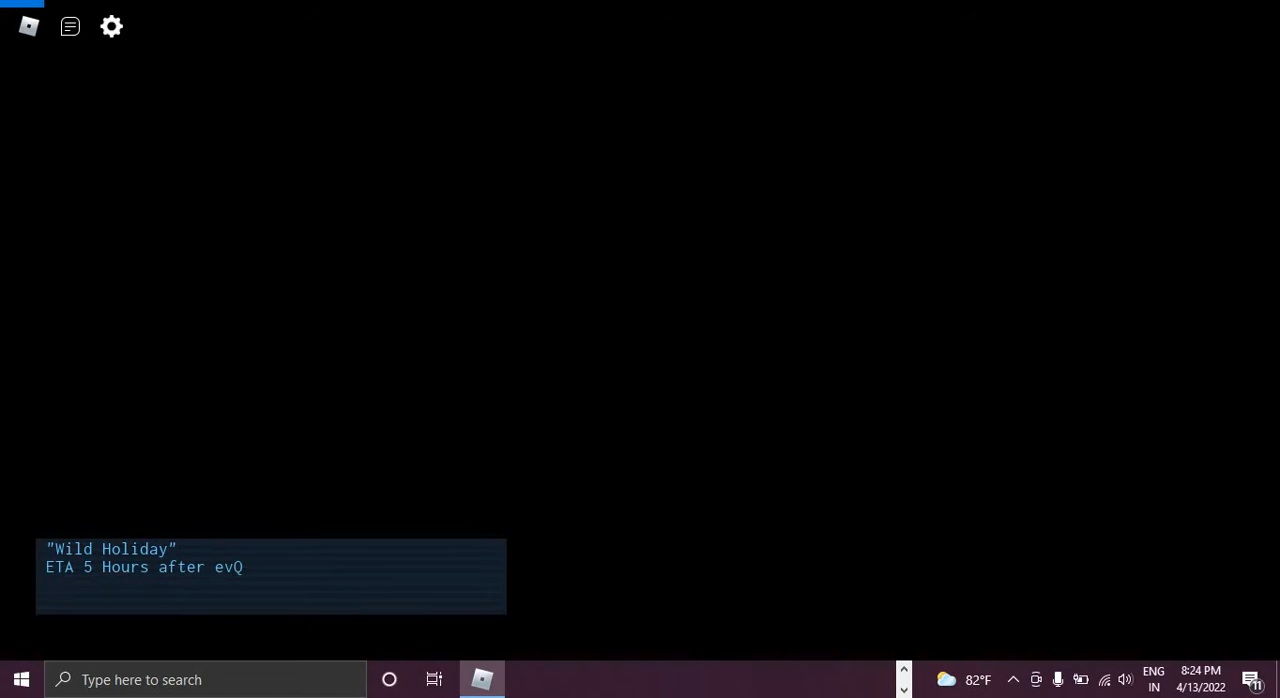 "Wild Holiday"
ETA 5 Hours after evQ
Type here to search
82°F
ENG
IN
8:24 PM
4/13/2022
11